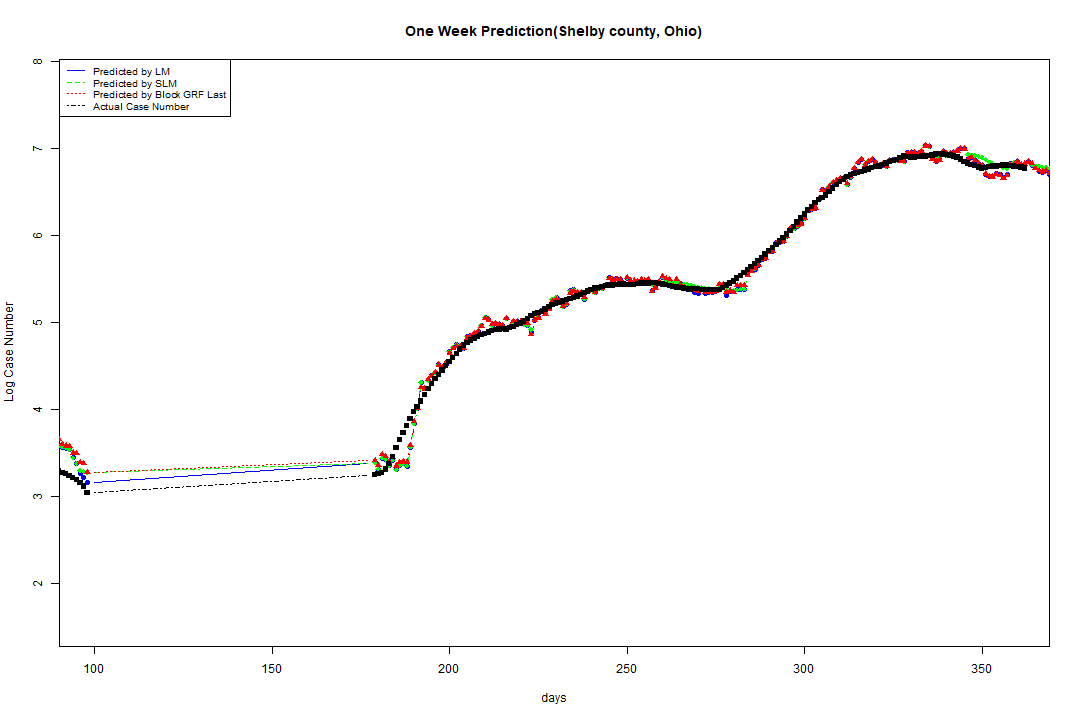 One Week Prediction(Shelby county, Ohio)
Predicted by LM
Predicted by SLM
Predicted by Block GRF Last
Actual Case Number
8
7
6
5
4
3
2
Log Case Number
100 150 200 250 300 350
days